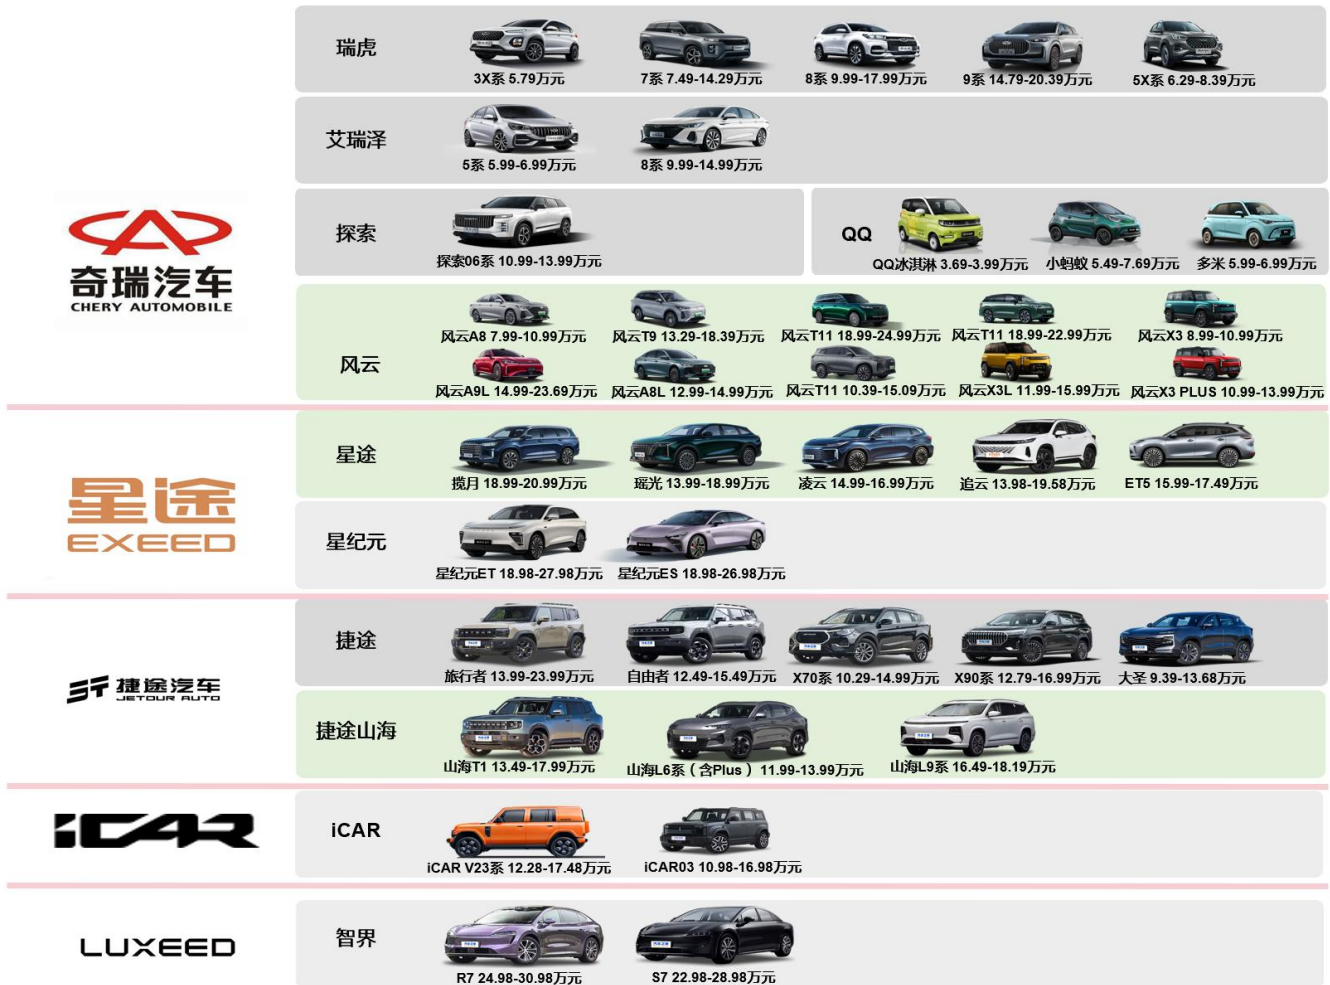 瑞虎
3X系 5.79万元
7系 7.49-14.29万元
8系 9.99-17.99万元
9系 14.79-20.39万元
5X系 6.29-8.39万元
艾瑞泽
5系 5.99-6.99万元
8系 9.99-14.99万元
奇瑞汽车
CHERY AUTOMOBILE
探索
探索06系 10.99-13.99万元
QQ
QQ冰淇淋 3.69-3.99万元
小蚂蚁 5.49-7.69万元
多米 5.99-6.99万元
风云
风云A8 7.99-10.99万元
风云T9 13.29-18.39万元
风云T11 18.99-24.99万元
风云T11 18.99-22.99万元
风云X3 8.99-10.99万元
风云A9L 14.99-23.69万元
风云A8L 12.99-14.99万元
风云T11 10.39-15.09万元
风云X3L 11.99-15.99万元
风云X3 PLUS 10.99-13.99万元
星途
EXEED
星途
揽月 18.99-20.99万元
瑶光 13.99-18.99万元
凌云 14.99-16.99万元
追云 13.98-19.58万元
ET5 15.99-17.49万元
星纪元
星纪元ET 18.98-27.98万元
星纪元ES 18.98-26.98万元
捷途汽车
JETOUR AUTO
捷途
旅行者 13.99-23.99万元
自由者 12.49-15.49万元
X70系 10.29-14.99万元
X90系 12.79-16.99万元
大圣 9.39-13.68万元
捷途山海
山海T1 13.49-17.99万元
山海L6系（含Plus） 11.99-13.99万元
山海L9系 16.49-18.19万元
iCAR
iCAR
iCAR V23系 12.28-17.48万元
iCAR03 10.98-16.98万元
LUXEED
智界
R7 24.98-30.98万元
S7 22.98-28.98万元